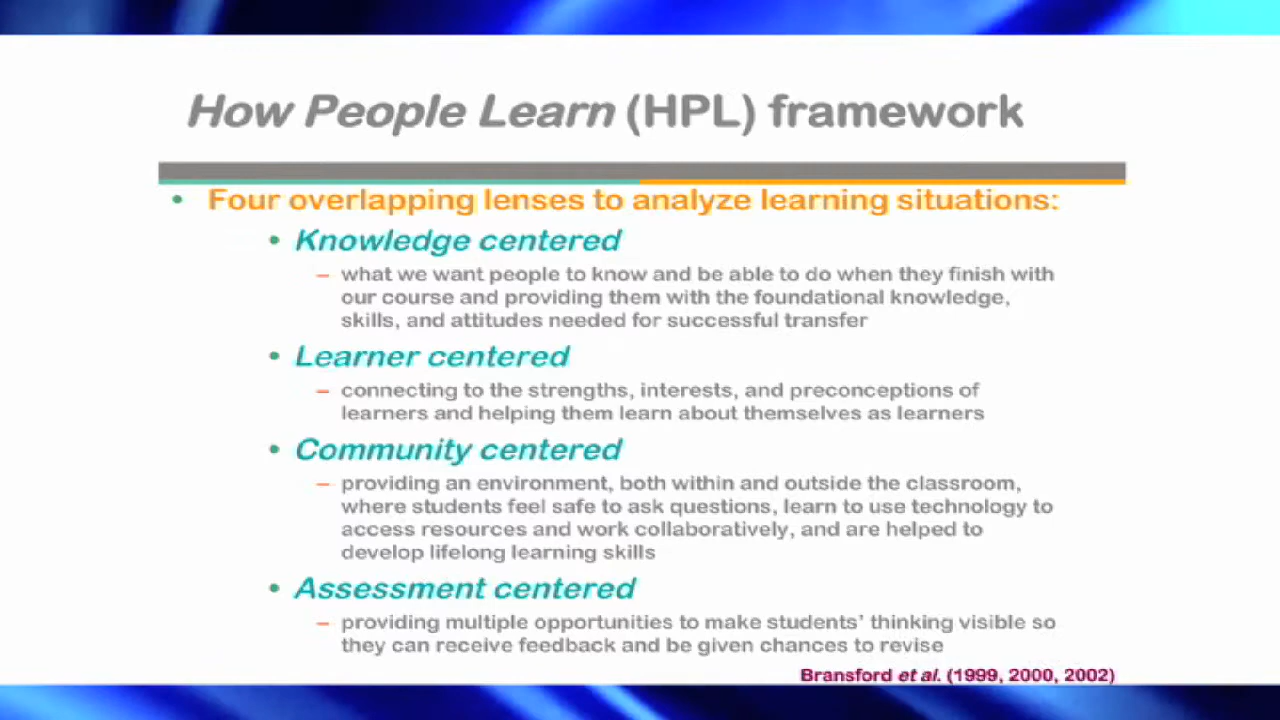 How People Learn (HPL) framework
• Four overlapping lenses to analyze learning situations:
• Knowledge centered
– what we want people to know and be able to do when they finish with
our course and providing them with the foundational knowledge,
skills, and attitudes needed for successful transfer
• Learner centered
– connecting to the strengths, interests, and preconceptions of
learners and helping them learn about themselves as learners
• Community centered
– providing an environment, both within and outside the classroom,
where students feel safe to ask questions, learn to use technology to
access resources and work collaboratively, and are helped to
develop lifelong learning skills
• Assessment centered
– providing multiple opportunities to make students’ thinking visible so
they can receive feedback and be given chances to revise
Bransford et al. (1999, 2000, 2002)